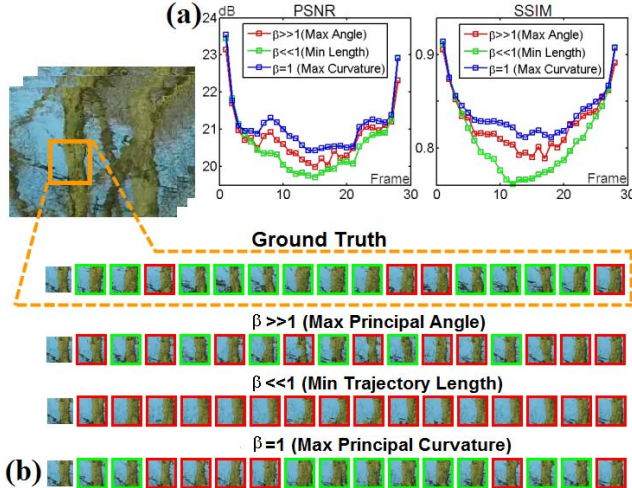 (a)
PSNR
SSIM
24
dB
23
22
21
20
0
10
20
Frame
30
β>>1(Max Angle)
β<<1(Min Length)
β=1 (Max Curvature)
0.9
0.8
0
10
20
Frame
30
β>>1(Max Angle)
β<<1(Min Length)
β=1 (Max Curvature)
Ground Truth
β>>1 (Max Principal Angle)
β<<1 (Min Trajectory Length)
β=1 (Max Principal Curvature)
(b)